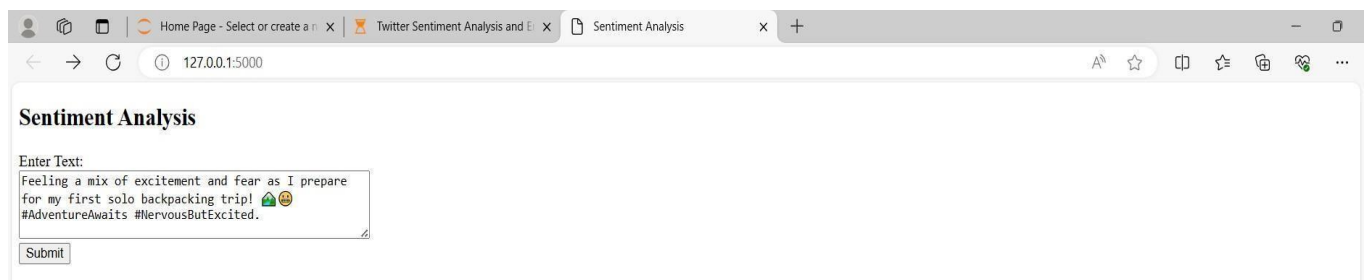 Home Page - Select or create a n
Twitter Sentiment Analysis and E
Sentiment Analysis
127.0.0.1:5000
Sentiment Analysis
Enter Text:
Feeling a mix of excitement and fear as I prepare
for my first solo backpacking trip! 🏔️😬
#AdventureAwaits #NervousButExcited.
Submit